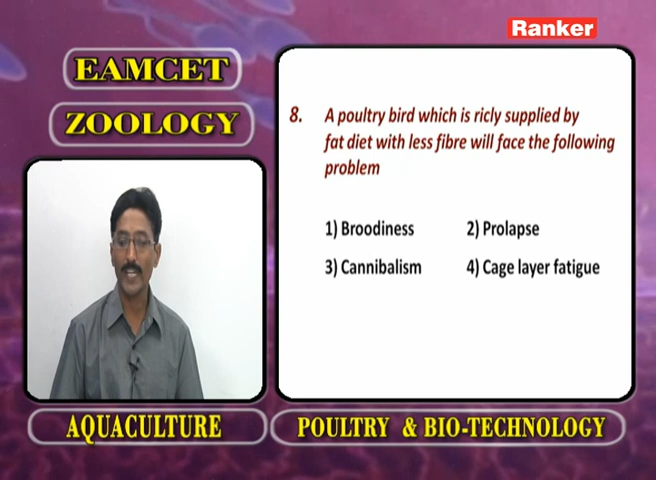 Ranker
EAMCET
ZOOLOGY
8. A poultry bird which is ricly supplied by
fat diet with less fibre will face the following
problem
1) Broodiness 2) Prolapse
3) Cannibalism 4) Cage layer fatigue
AQUACULTURE POULTRY & BIO-TECHNOLOGY